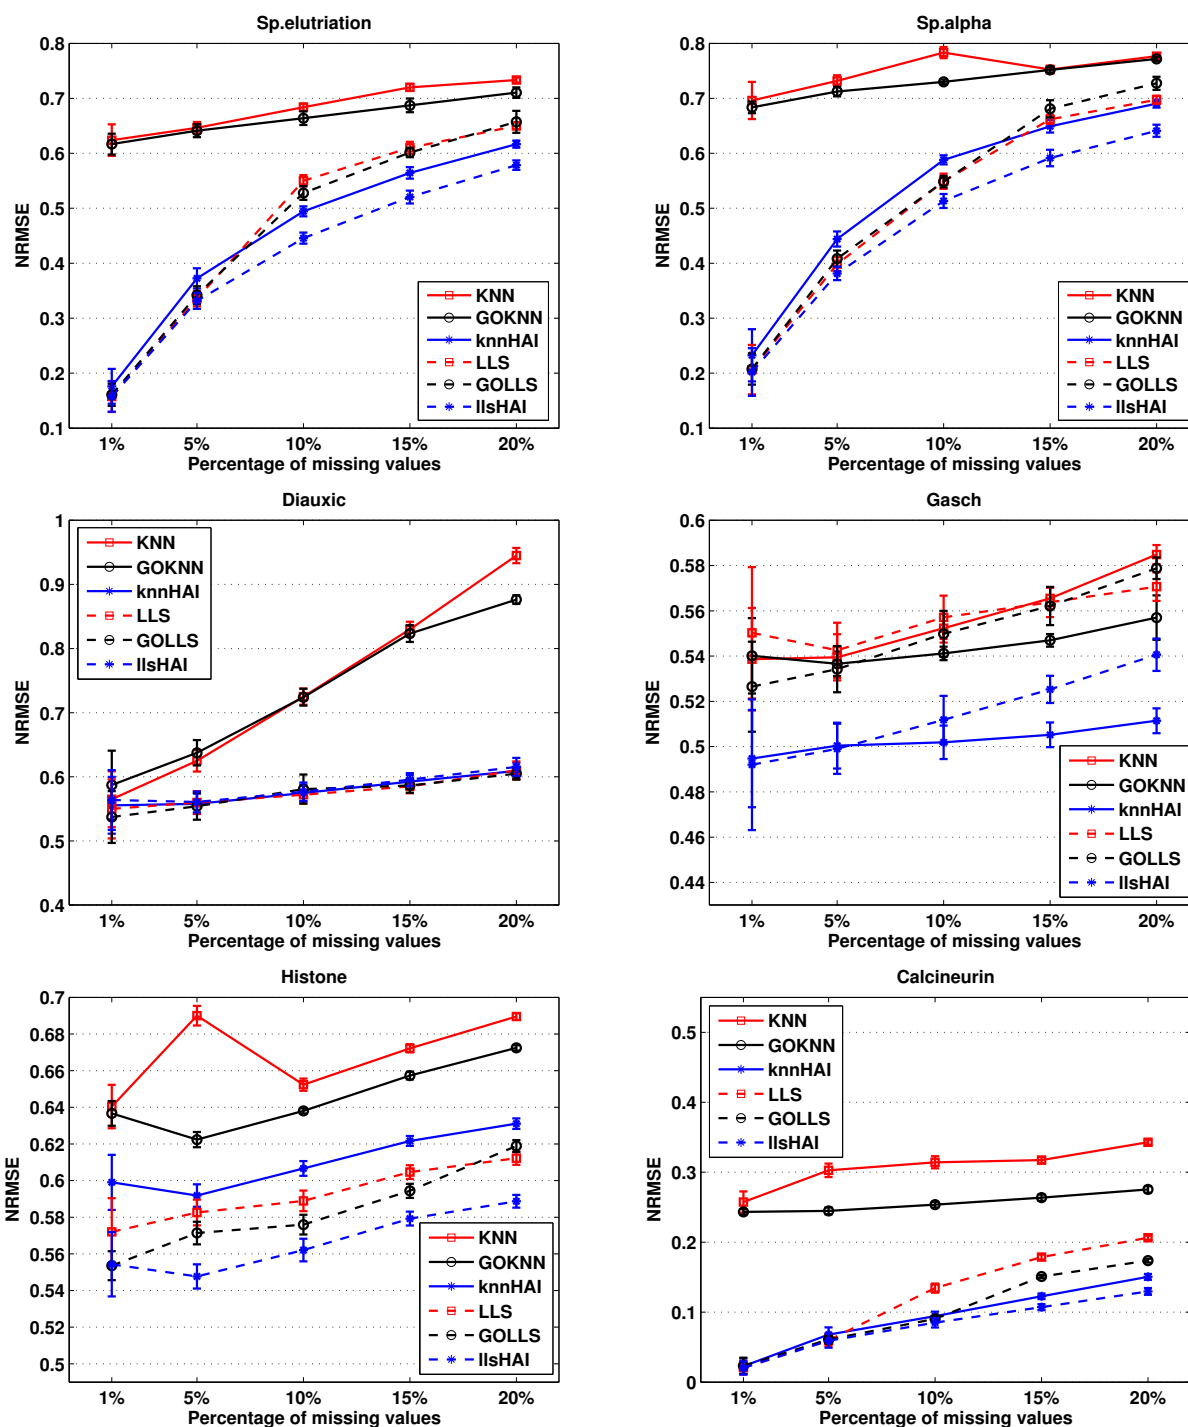 Sp.elutriation
0.8
0.7
0.6
0.5
0.4
0.3
0.2
0.1
NRMSE
KNN
GOKNN
knnHAI
LLS
GOLLS
llsHAI
1% 5% 10% 15% 20%
Percentage of missing values
Sp.alpha
0.8
0.7
0.6
0.5
0.4
0.3
0.2
0.1
NRMSE
KNN
GOKNN
knnHAI
LLS
GOLLS
llsHAI
1% 5% 10% 15% 20%
Percentage of missing values
Diauxic
1
0.9
0.8
0.7
0.6
0.5
0.4
NRMSE
KNN
GOKNN
knnHAI
LLS
GOLLS
llsHAI
1% 5% 10% 15% 20%
Percentage of missing values
Gasch
0.6
0.58
0.56
0.54
0.52
0.5
0.48
0.46
0.44
NRMSE
KNN
GOKNN
knnHAI
LLS
GOLLS
llsHAI
1% 5% 10% 15% 20%
Percentage of missing values
Histone
0.7
0.68
0.66
0.64
0.62
0.6
0.58
0.56
0.54
0.52
0.5
NRMSE
KNN
GOKNN
knnHAI
LLS
GOLLS
llsHAI
1% 5% 10% 15% 20%
Percentage of missing values
Calcineurin
0.5
0.4
0.3
0.2
0.1
0
NRMSE
KNN
GOKNN
knnHAI
LLS
GOLLS
llsHAI
1% 5% 10% 15% 20%
Percentage of missing values